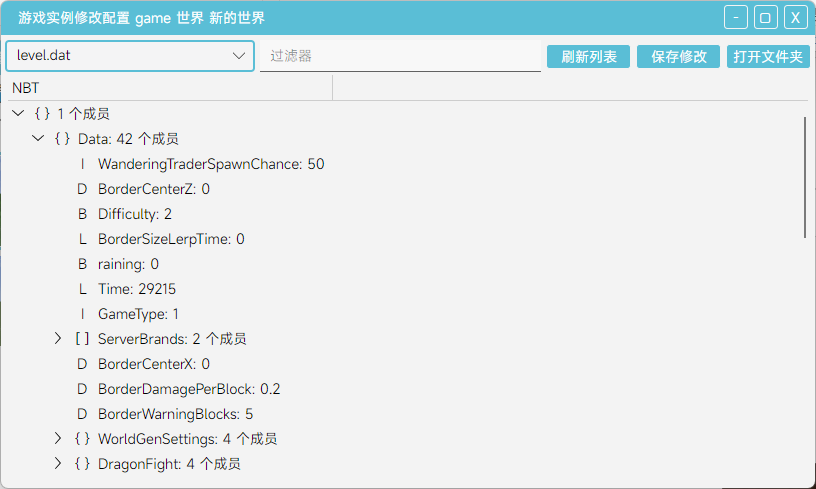 游戏实例修改配置 game 世界 新的世界
level.dat 过滤器 刷新列表 保存修改 打开文件夹
NBT
{ } 1 个成员
{ } Data: 42 个成员
I WanderingTraderSpawnChance: 50
D BorderCenterZ: 0
B Difficulty: 2
L BorderSizeLerpTime: 0
B raining: 0
L Time: 29215
I GameType: 1
[ ] ServerBrands: 2 个成员
D BorderCenterX: 0
D BorderDamagePerBlock: 0.2
D BorderWarningBlocks: 5
{ } WorldGenSettings: 4 个成员
{ } DragonFight: 4 个成员